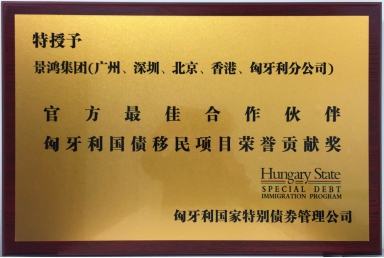 特授予
景鸿集团(广州、深圳、北京、香港、匈牙利分公司)
官方最佳合作伙伴
匈牙利国债移民项目荣誉贡献奖
Hungary State
SPECIAL DEBT
IMMIGRATION PROGRAM
匈牙利国家特别债券管理公司